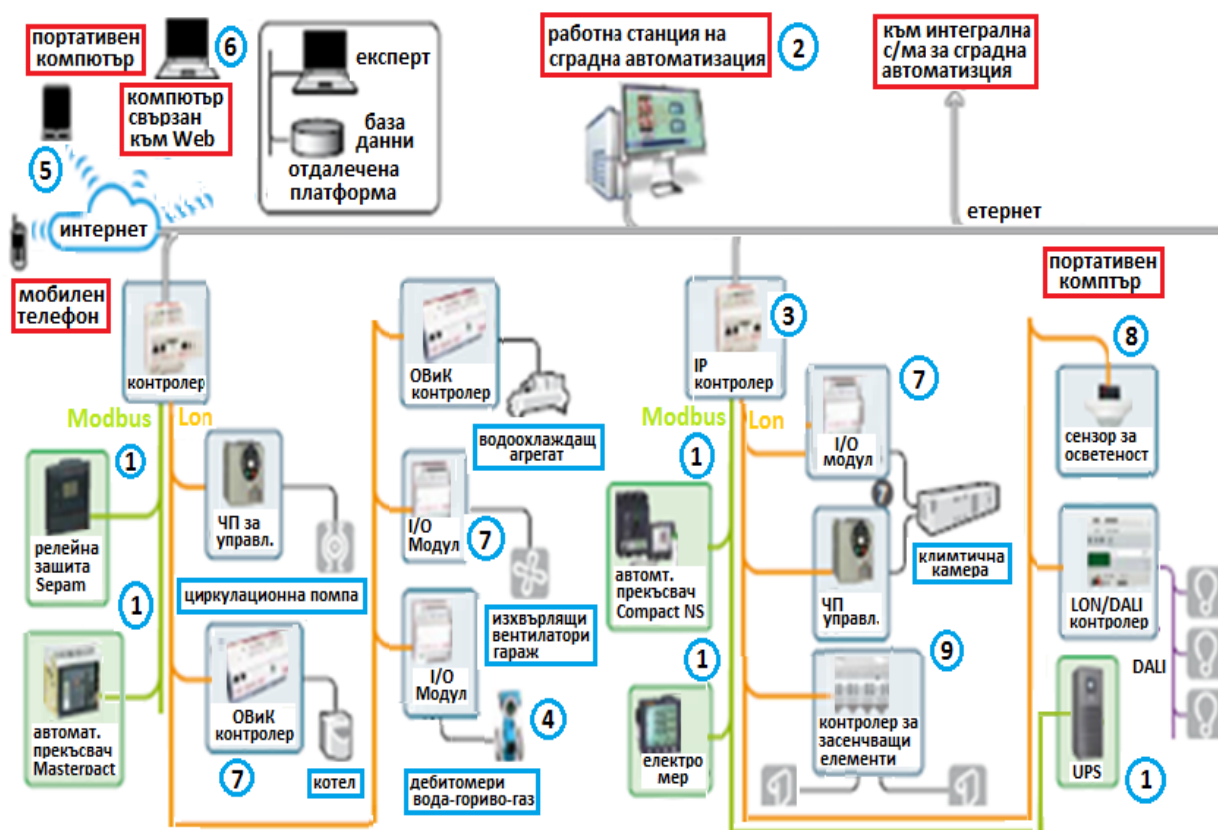 портативен
компютър
6
компютър
свързан
към Web
експерт
база
данни
отдалечена
платформа
работна станция на
сградна автоматизация
2
към интегрална
с/ма за сградна
автоматизция
5
интернет
етернет
мобилен
телефон
контролер
Modbus
Lon
1
релейна
защита
Sepam
1
автомат.
прекъсвач
Masterpact
ЧП за
управл.
циркулационна помпа
ОВиК
контролер
7
котел
ОВиК
контролер
водоохлаждащ
агрегат
I/O
Модул
7
изхвърлящи
вентилатори
гараж
I/O
Модул
4
дебитомери
вода-гориво-газ
3
IP
контролер
Modbus
Lon
7
I/O
модул
7
1
автомт.
прекъсвач
Compact NS
ЧП
управл.
климтична
камера
1
електро
мер
9
контролер за
засенчващи
елементи
портативен
комптър
8
сензор за
осветеност
LON/DALI
контролер
DALI
UPS
1